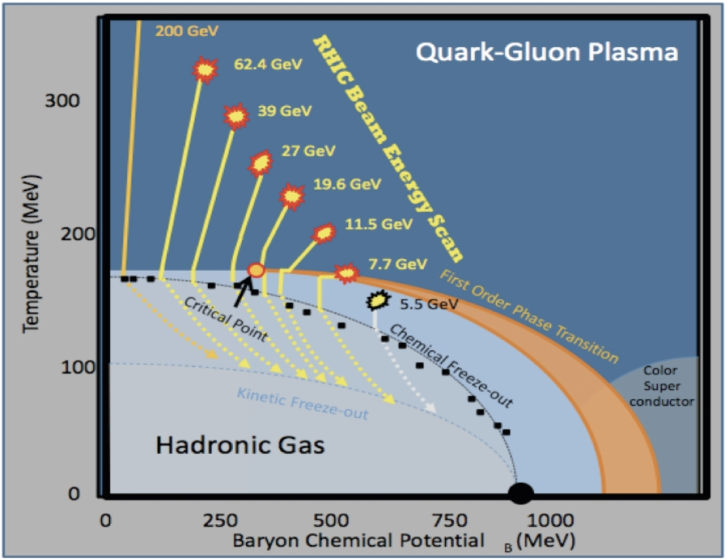 200 GeV
Quark-Gluon Plasma
62.4 GeV
RHIC Beam Energy Scan
300
39 GeV
27 GeV
19.6 GeV
11.5 GeV
200
7.7 GeV
First Order Phase Transition
5.5 GeV
Critical Point
Chemical Freeze-out
Temperature (MeV)
100
Color
Super
conductor
Kinetic Freeze-out
Hadronic Gas
0
0 250 500 750 1000
Baryon Chemical Potential B (MeV)